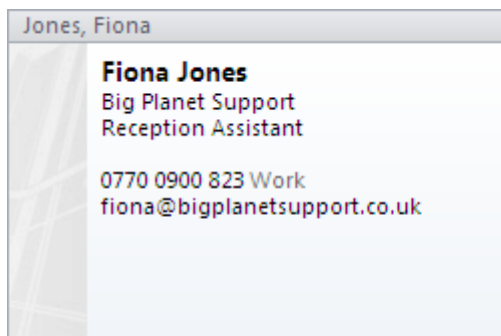 Jones, Fiona
Fiona Jones
Big Planet Support
Reception Assistant
0770 0900 823 Work
fiona@bigplanetsupport.co.uk